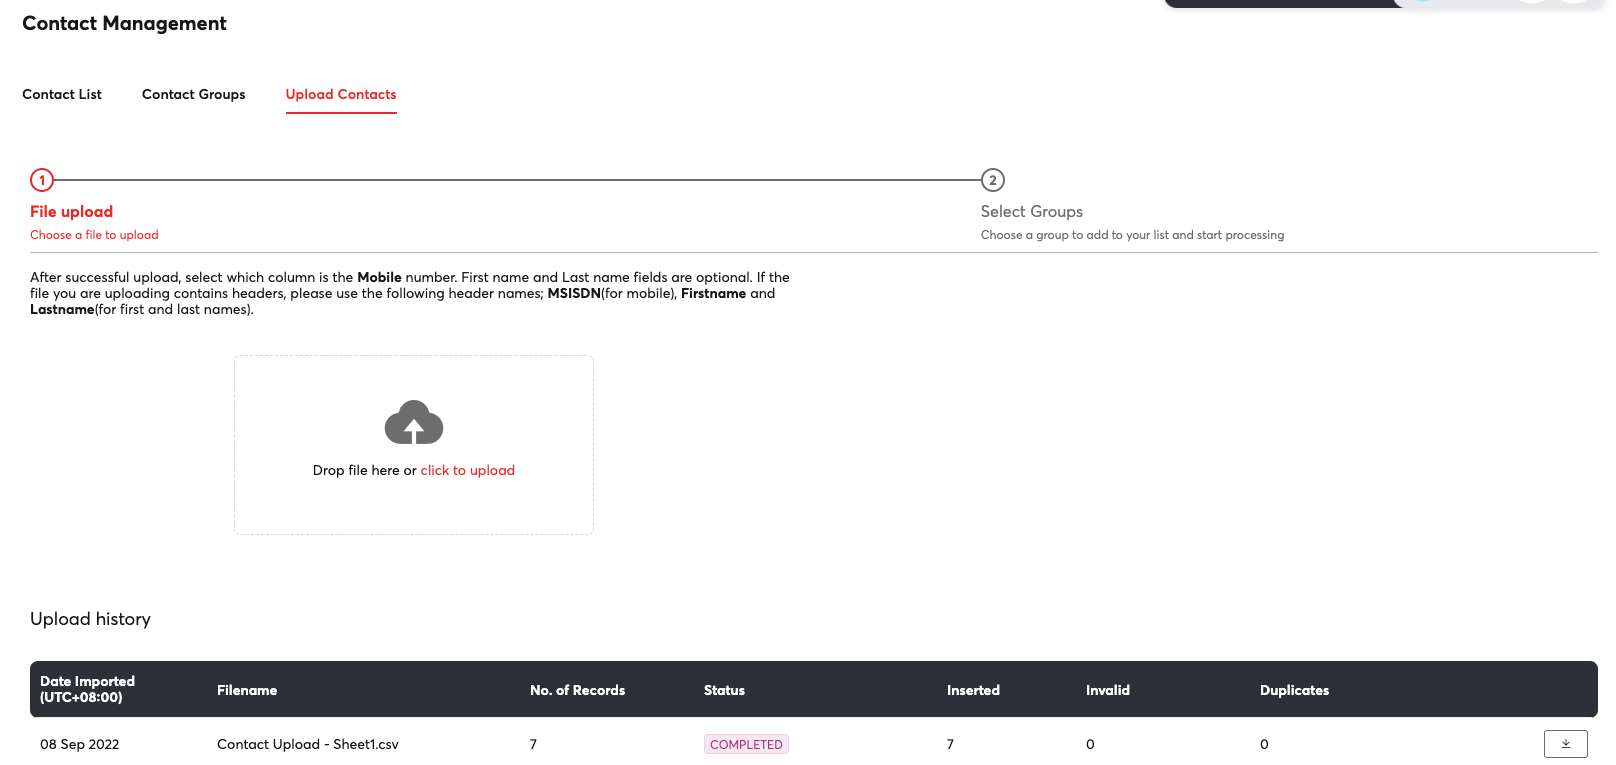 Contact Management
Contact List
Contact Groups
Upload Contacts
1
2
File upload
Choose a file to upload
Select Groups
Choose a group to add to your list and start processing
After successful upload, select which column is the Mobile number. First name and Last name fields are optional. If the
file you are uploading contains headers, please use the following header names; MSISDN(for mobile), Firstname and
Lastname(for first and last names).
Drop file here or click to upload
Upload history
Date Imported
(UTC+08:00)
Filename
No. of Records
Status
Inserted
Invalid
Duplicates
08 Sep 2022
Contact Upload - Sheet1.csv
7
COMPLETED
7
0
0